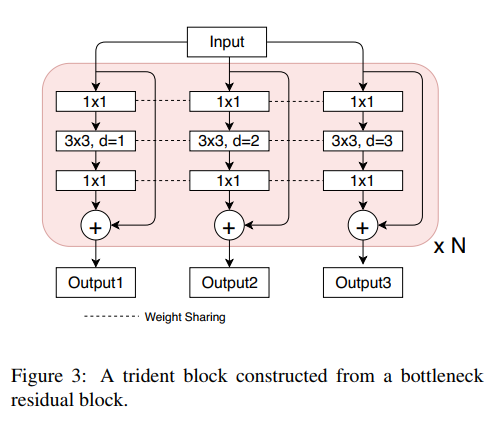 Input
1x1 1x1 1x1
3x3, d=1 3x3, d=2 3x3, d=3
1x1 1x1 1x1
+ + +
x N
Output1 Output2 Output3
Weight Sharing
Figure 3: A trident block constructed from a bottleneck
residual block.